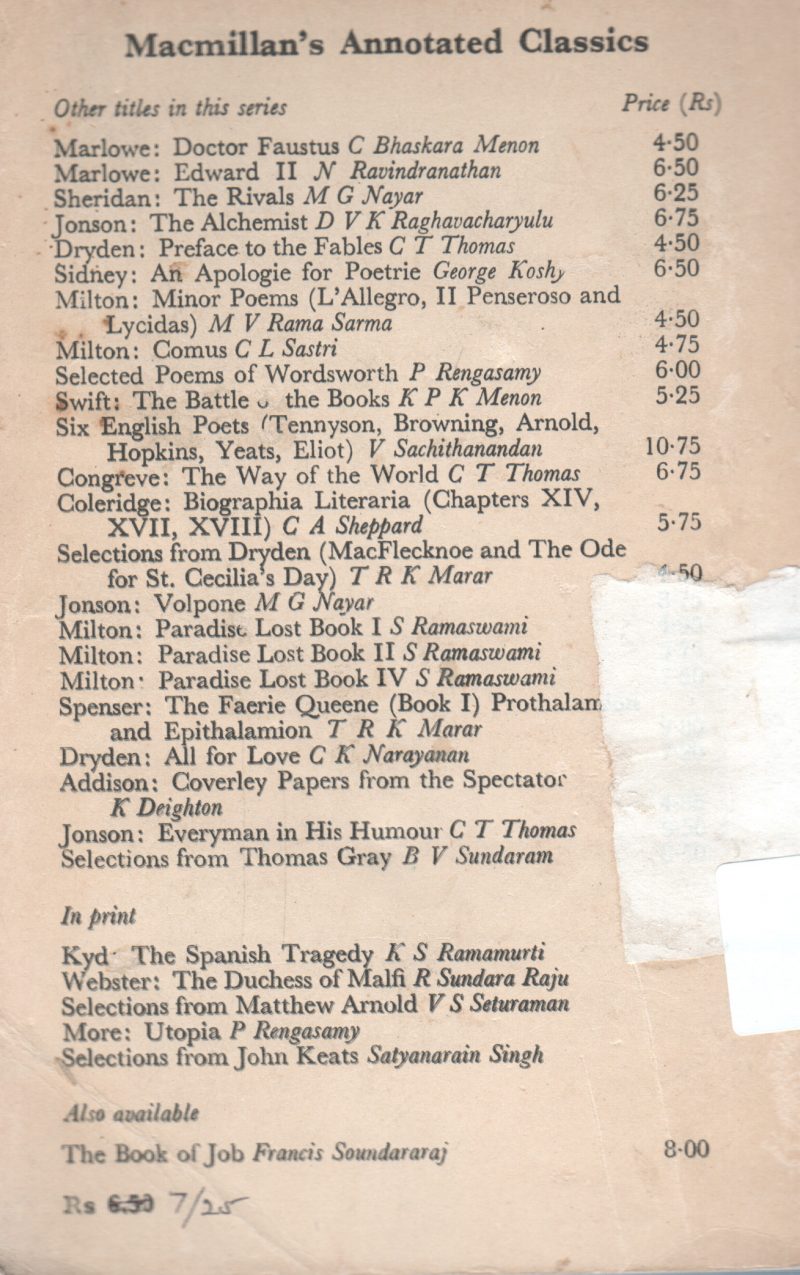 Macmillan's Annotated Classics
Other titles in this series Price (Rs)
Marlowe: Doctor Faustus C Bhaskara Menon 4·50
Marlowe: Edward II N Ravindranathan 6·50
Sheridan: The Rivals M G Nayar 6·25
Jonson: The Alchemist D V K Raghavacharyulu 6·75
Dryden: Preface to the Fables C T Thomas 4·50
Sidney: An Apologie for Poetrie George Koshy 6·50
Milton: Minor Poems (L'Allegro, II Penseroso and
Lycidas) M V Rama Sarma 4·50
Milton: Comus C L Sastri 4·75
Selected Poems of Wordsworth P Rengasamy 6·00
Swift: The Battle the Books K P K Menon 5·25
Six English Poets (Tennyson, Browning, Arnold,
Hopkins, Yeats, Eliot) V Sachithanandan 10·75
Congreve: The Way of the World C T Thomas 6·75
Coleridge: Biographia Literaria (Chapters XIV,
XVII, XVIII) C A Sheppard 5·75
Selections from Dryden (MacFlecknoe and The Ode
for St. Cecilia's Day) T R K Marar 4·50
Jonson: Volpone M G Nayar
Milton: Paradise Lost Book I S Ramaswami
Milton: Paradise Lost Book II S Ramaswami
Milton: Paradise Lost Book IV S Ramaswami
Spenser: The Faerie Queene (Book I) Prothalam
and Epithalamion T R K Marar
Dryden: All for Love C K Narayanan
Addison: Coverley Papers from the Spectator
K Deighton
Jonson: Everyman in His Humour C T Thomas
Selections from Thomas Gray B V Sundaram
In print
Kyd: The Spanish Tragedy K S Ramamurti
Webster: The Duchess of Malfi R Sundara Raju
Selections from Matthew Arnold V S Seturaman
More: Utopia P Rengasamy
Selections from John Keats Satyanarain Singh
Also available
The Book of Job Francis Soundararaj 8·00
Rs 6.50 7/25